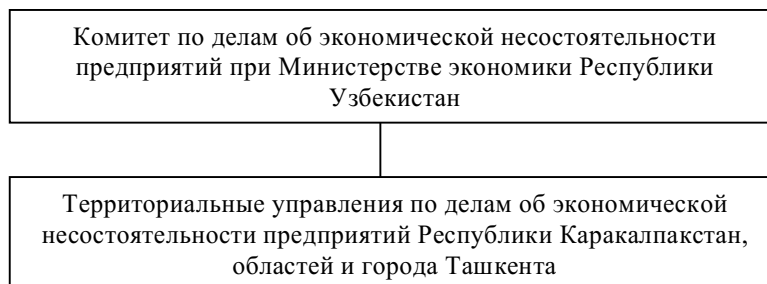 Комитет по делам об экономической несостоятельности
предприятий при Министерстве экономики Республики
Узбекистан
Территориальные управления по делам об экономической
несостоятельности предприятий Республики Каракалпакстан,
областей и города Ташкента